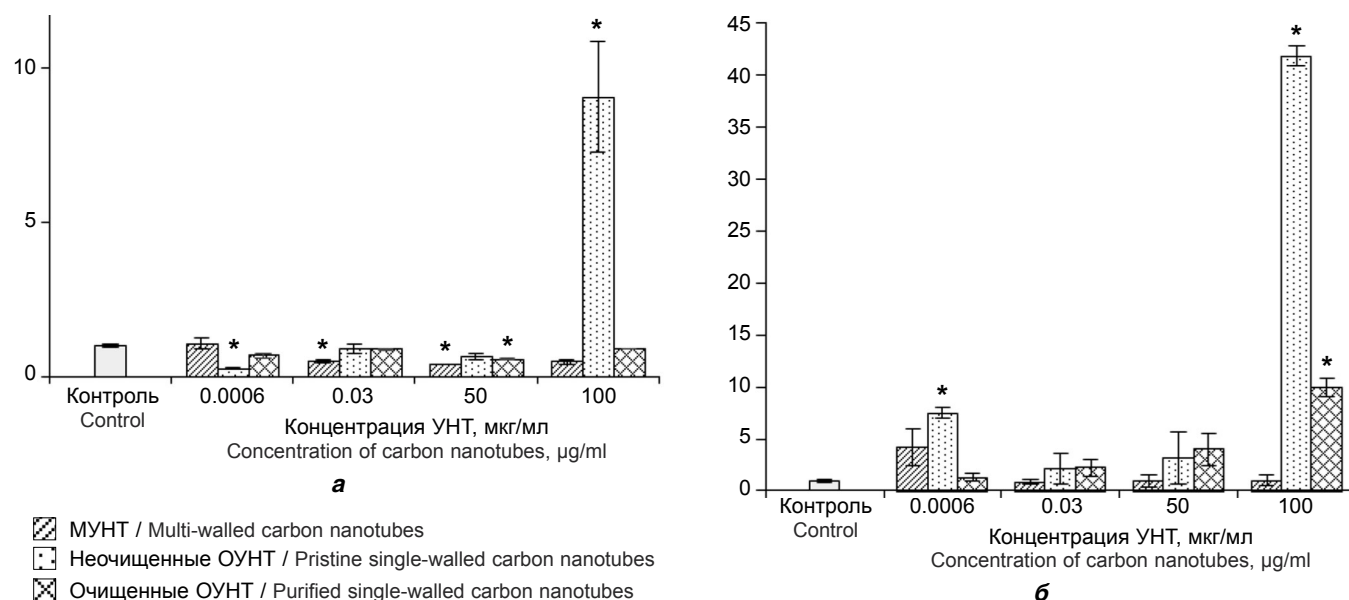 10
5
0
*
*
*
*
*
Контроль
Control
0.0006
0.03
50
100
Концентрация УНТ, мкг/мл
Concentration of carbon nanotubes, µg/ml
а
МУНТ / Multi-walled carbon nanotubes
Неочищенные ОУНТ / Pristine single-walled carbon nanotubes
Очищенные ОУНТ / Purified single-walled carbon nanotubes
45
40
35
30
25
20
15
10
5
0
*
*
*
Контроль
Control
0.0006
0.03
50
100
Концентрация УНТ, мкг/мл
Concentration of carbon nanotubes, µg/ml
б